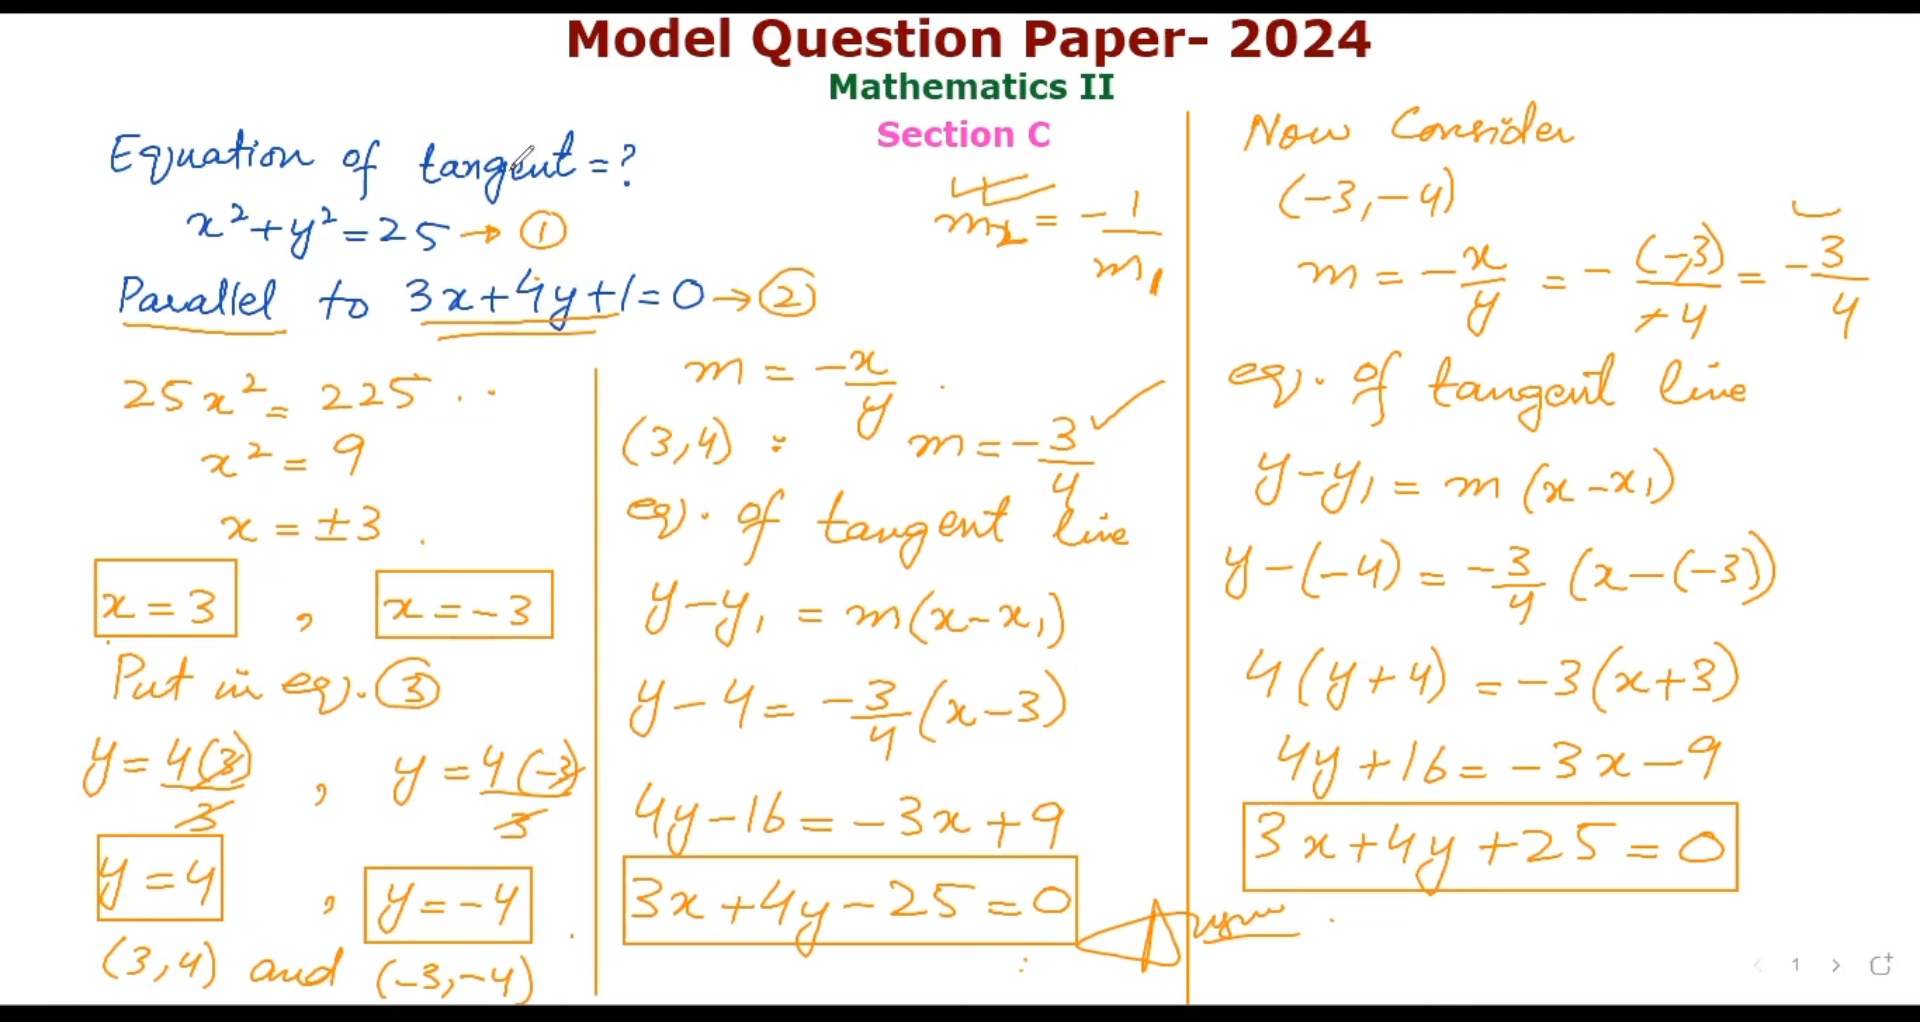 Model Question Paper- 2024
Mathematics II
Section C
Equation of tangent = ?
x² + y² = 25 → ①
Parallel to 3x + 4y + 1 = 0 → ②
25x² = 225
x² = 9
x = ±3
x = 3 , x = -3
Put in eq. ③
y = 4(3)/3 , y = 4(-3)/3
y = 4 , y = -4
(3,4) and (-3,-4)
m₂ = -1/m₁
m = -x/y
(3,4) : m = -3/4
eq. of tangent line
y - y₁ = m(x - x₁)
y - 4 = -3/4 (x - 3)
4y - 16 = -3x + 9
3x + 4y - 25 = 0
Now Consider
(-3,-4)
m = -x/y = - (-3)/-4 = -3/4
eq. of tangent line
y - y₁ = m (x - x₁)
y - (-4) = -3/4 (x - (-3))
4(y + 4) = -3(x + 3)
4y + 16 = -3x - 9
3x + 4y + 25 = 0
1